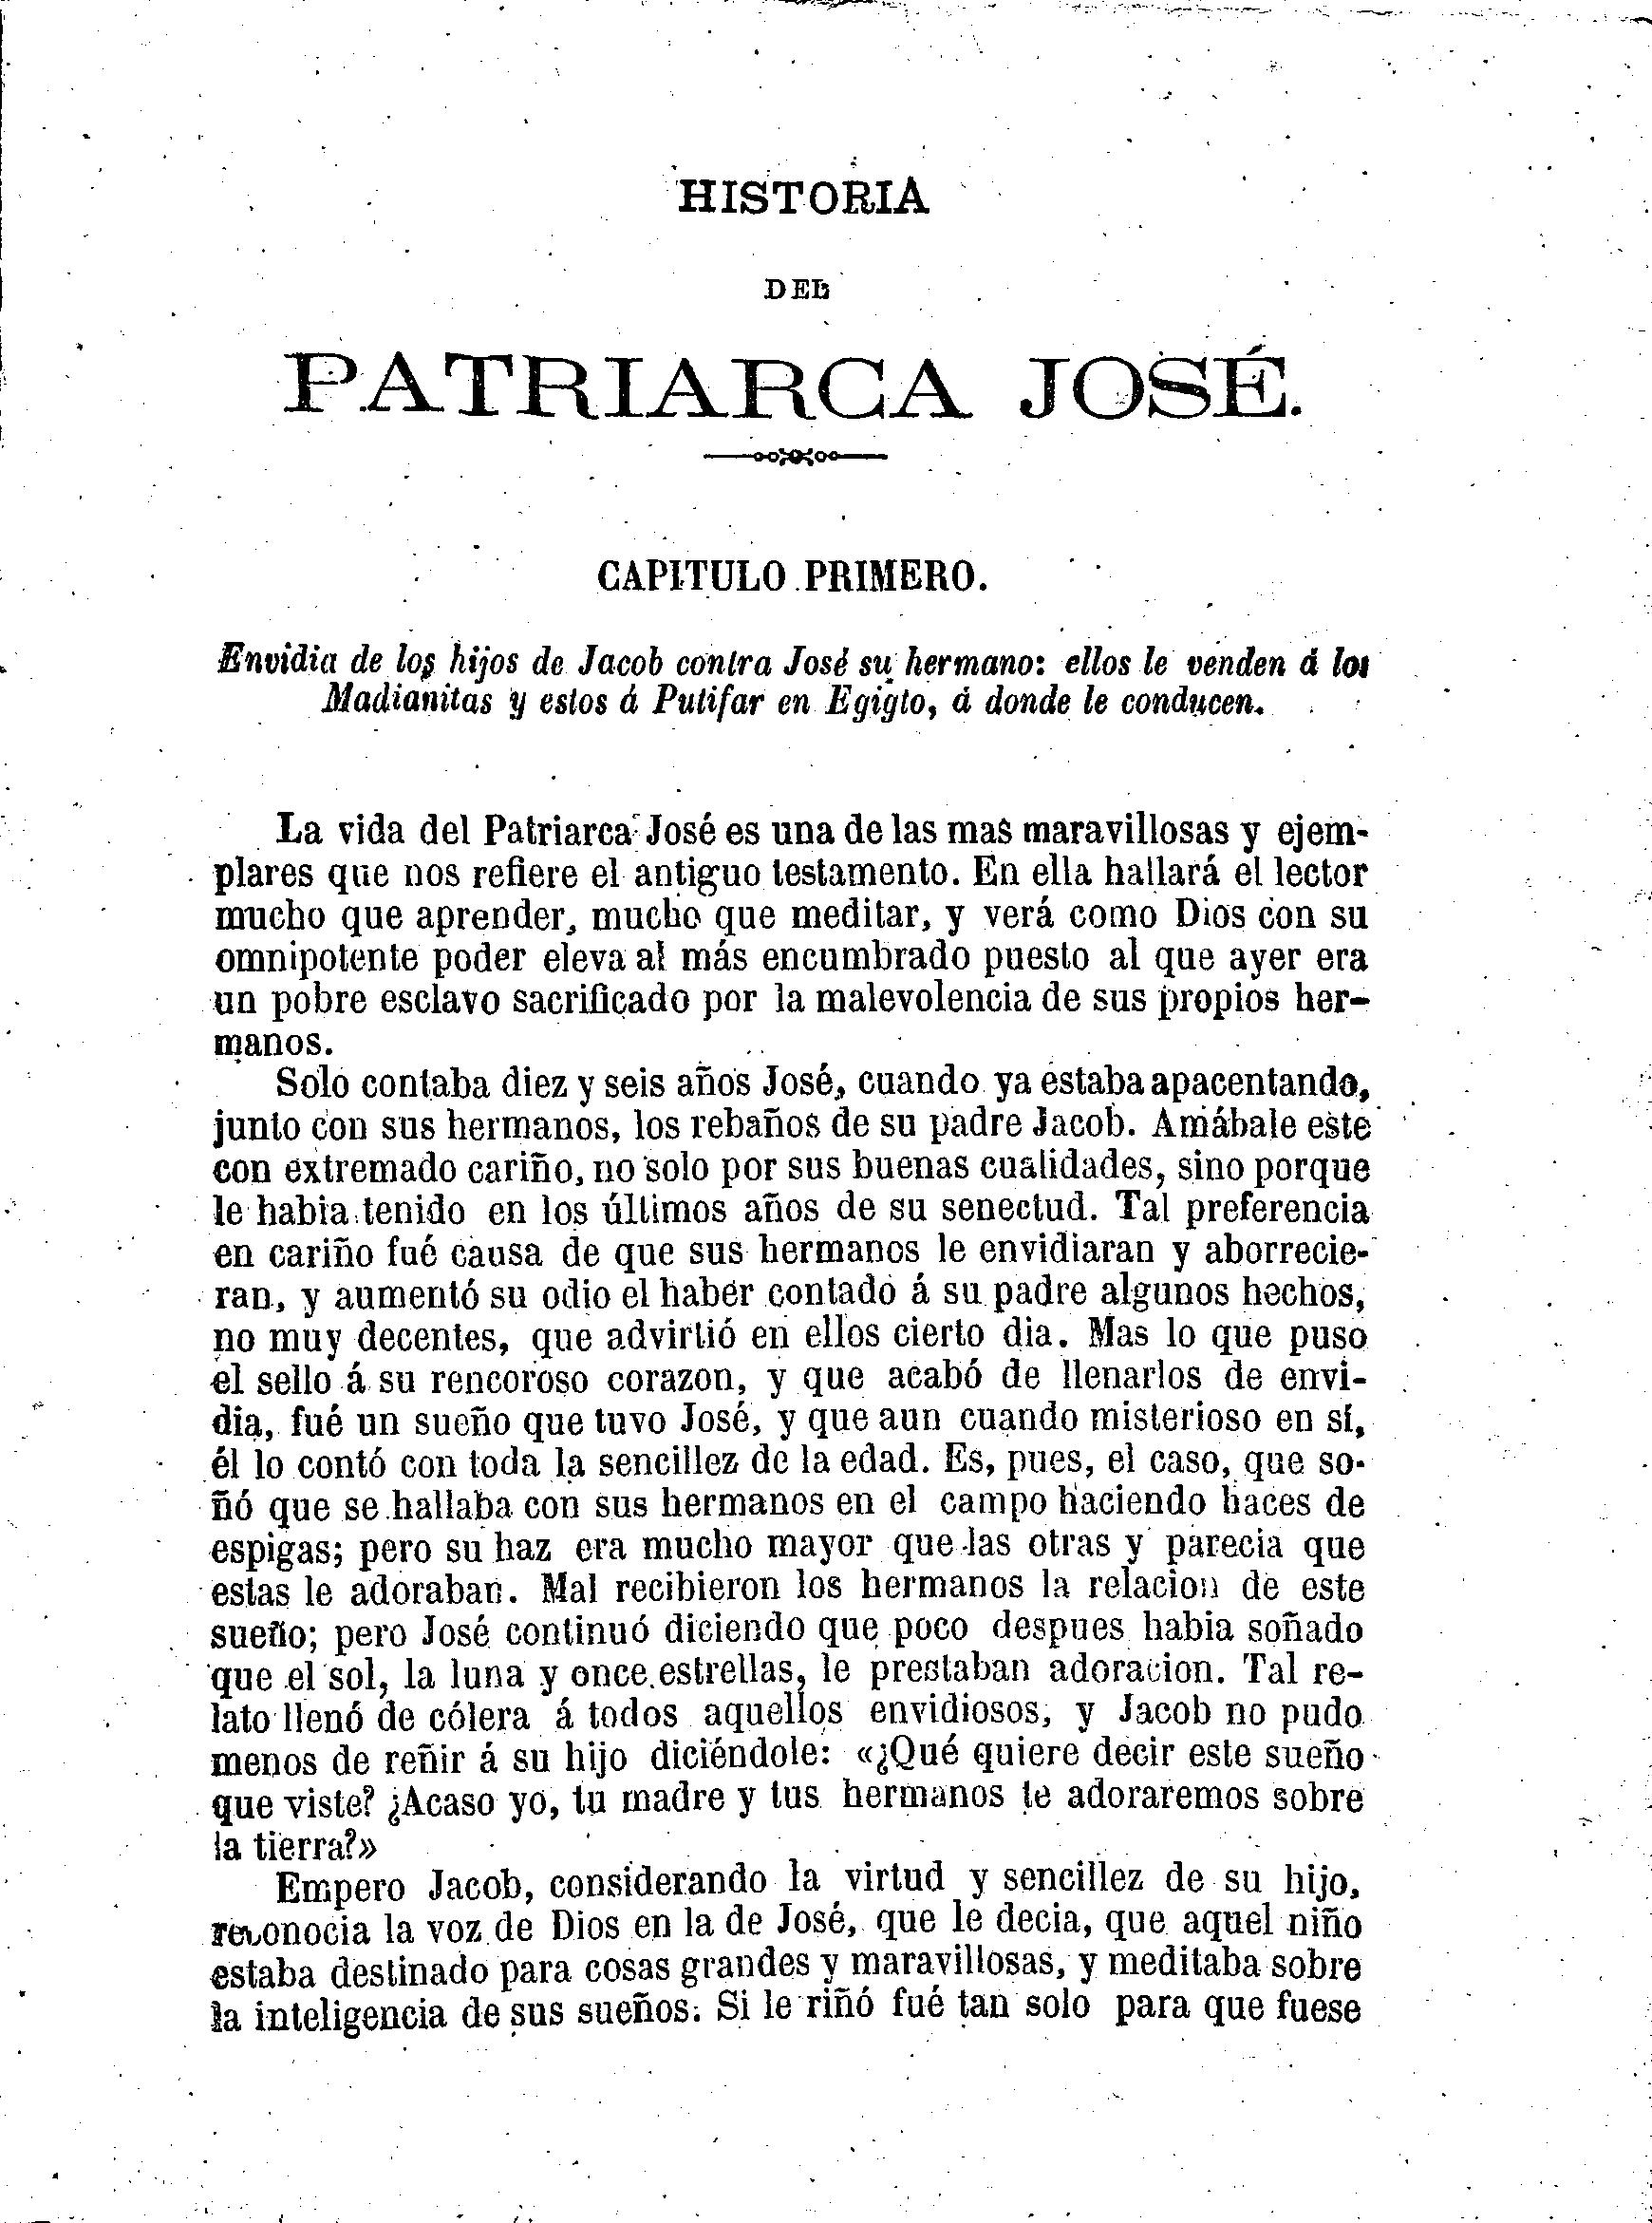 HISTORIA
DEL
PATRIARCA JOSÉ.
CAPITULO PRIMERO.
Envidia de los hijos de Jacob contra José su hermano: ellos le venden á los
Madianitas y estos á Putifar en Egigto, á donde le conducen.
La vida del Patriarca José es una de las mas maravillosas y ejem-
plares que nos refiere el antiguo testamento. En ella hallará el lector
mucho que aprender, mucho que meditar, y verá como Dios con su
omnipotente poder eleva al más encumbrado puesto al que ayer era
un pobre esclavo sacrificado por la malevolencia de sus propios her-
manos.
Solo contaba diez y seis años José, cuando ya estaba apacentando,
junto con sus hermanos, los rebaños de su padre Jacob. Amábale este
con extremado cariño, no solo por sus buenas cualidades, sino porque
le habia tenido en los últimos años de su senectud. Tal preferencia
en cariño fué causa de que sus hermanos le envidiaran y aborrecie-
ran, y aumentó su odio el haber contado á su padre algunos hechos,
no muy decentes, que advirtió en ellos cierto dia. Mas lo que puso
el sello á su rencoroso corazon, y que acabó de llenarlos de envi-
dia, fué un sueño que tuvo José, y que aun cuando misterioso en sí,
él lo contó con toda la sencillez de la edad. Es, pues, el caso, que so-
ñó que se hallaba con sus hermanos en el campo haciendo haces de
espigas; pero su haz era mucho mayor que las otras y parecia que
estas le adoraban. Mal recibieron los hermanos la relacion de este
sueño; pero José continuó diciendo que poco despues habia soñado
que el sol, la luna y once estrellas, le prestaban adoracion. Tal re-
lato llenó de cólera á todos aquellos envidiosos, y Jacob no pudo
menos de reñir á su hijo diciéndole: «¿Qué quiere decir este sueño
que viste? ¿Acaso yo, tu madre y tus hermanos te adoraremos sobre
la tierra?»
Empero Jacob, considerando la virtud y sencillez de su hijo,
reconocia la voz de Dios en la de José, que le decia, que aquel niño
estaba destinado para cosas grandes y maravillosas, y meditaba sobre
la inteligencia de sus sueños. Si le riñó fué tan solo para que fuese